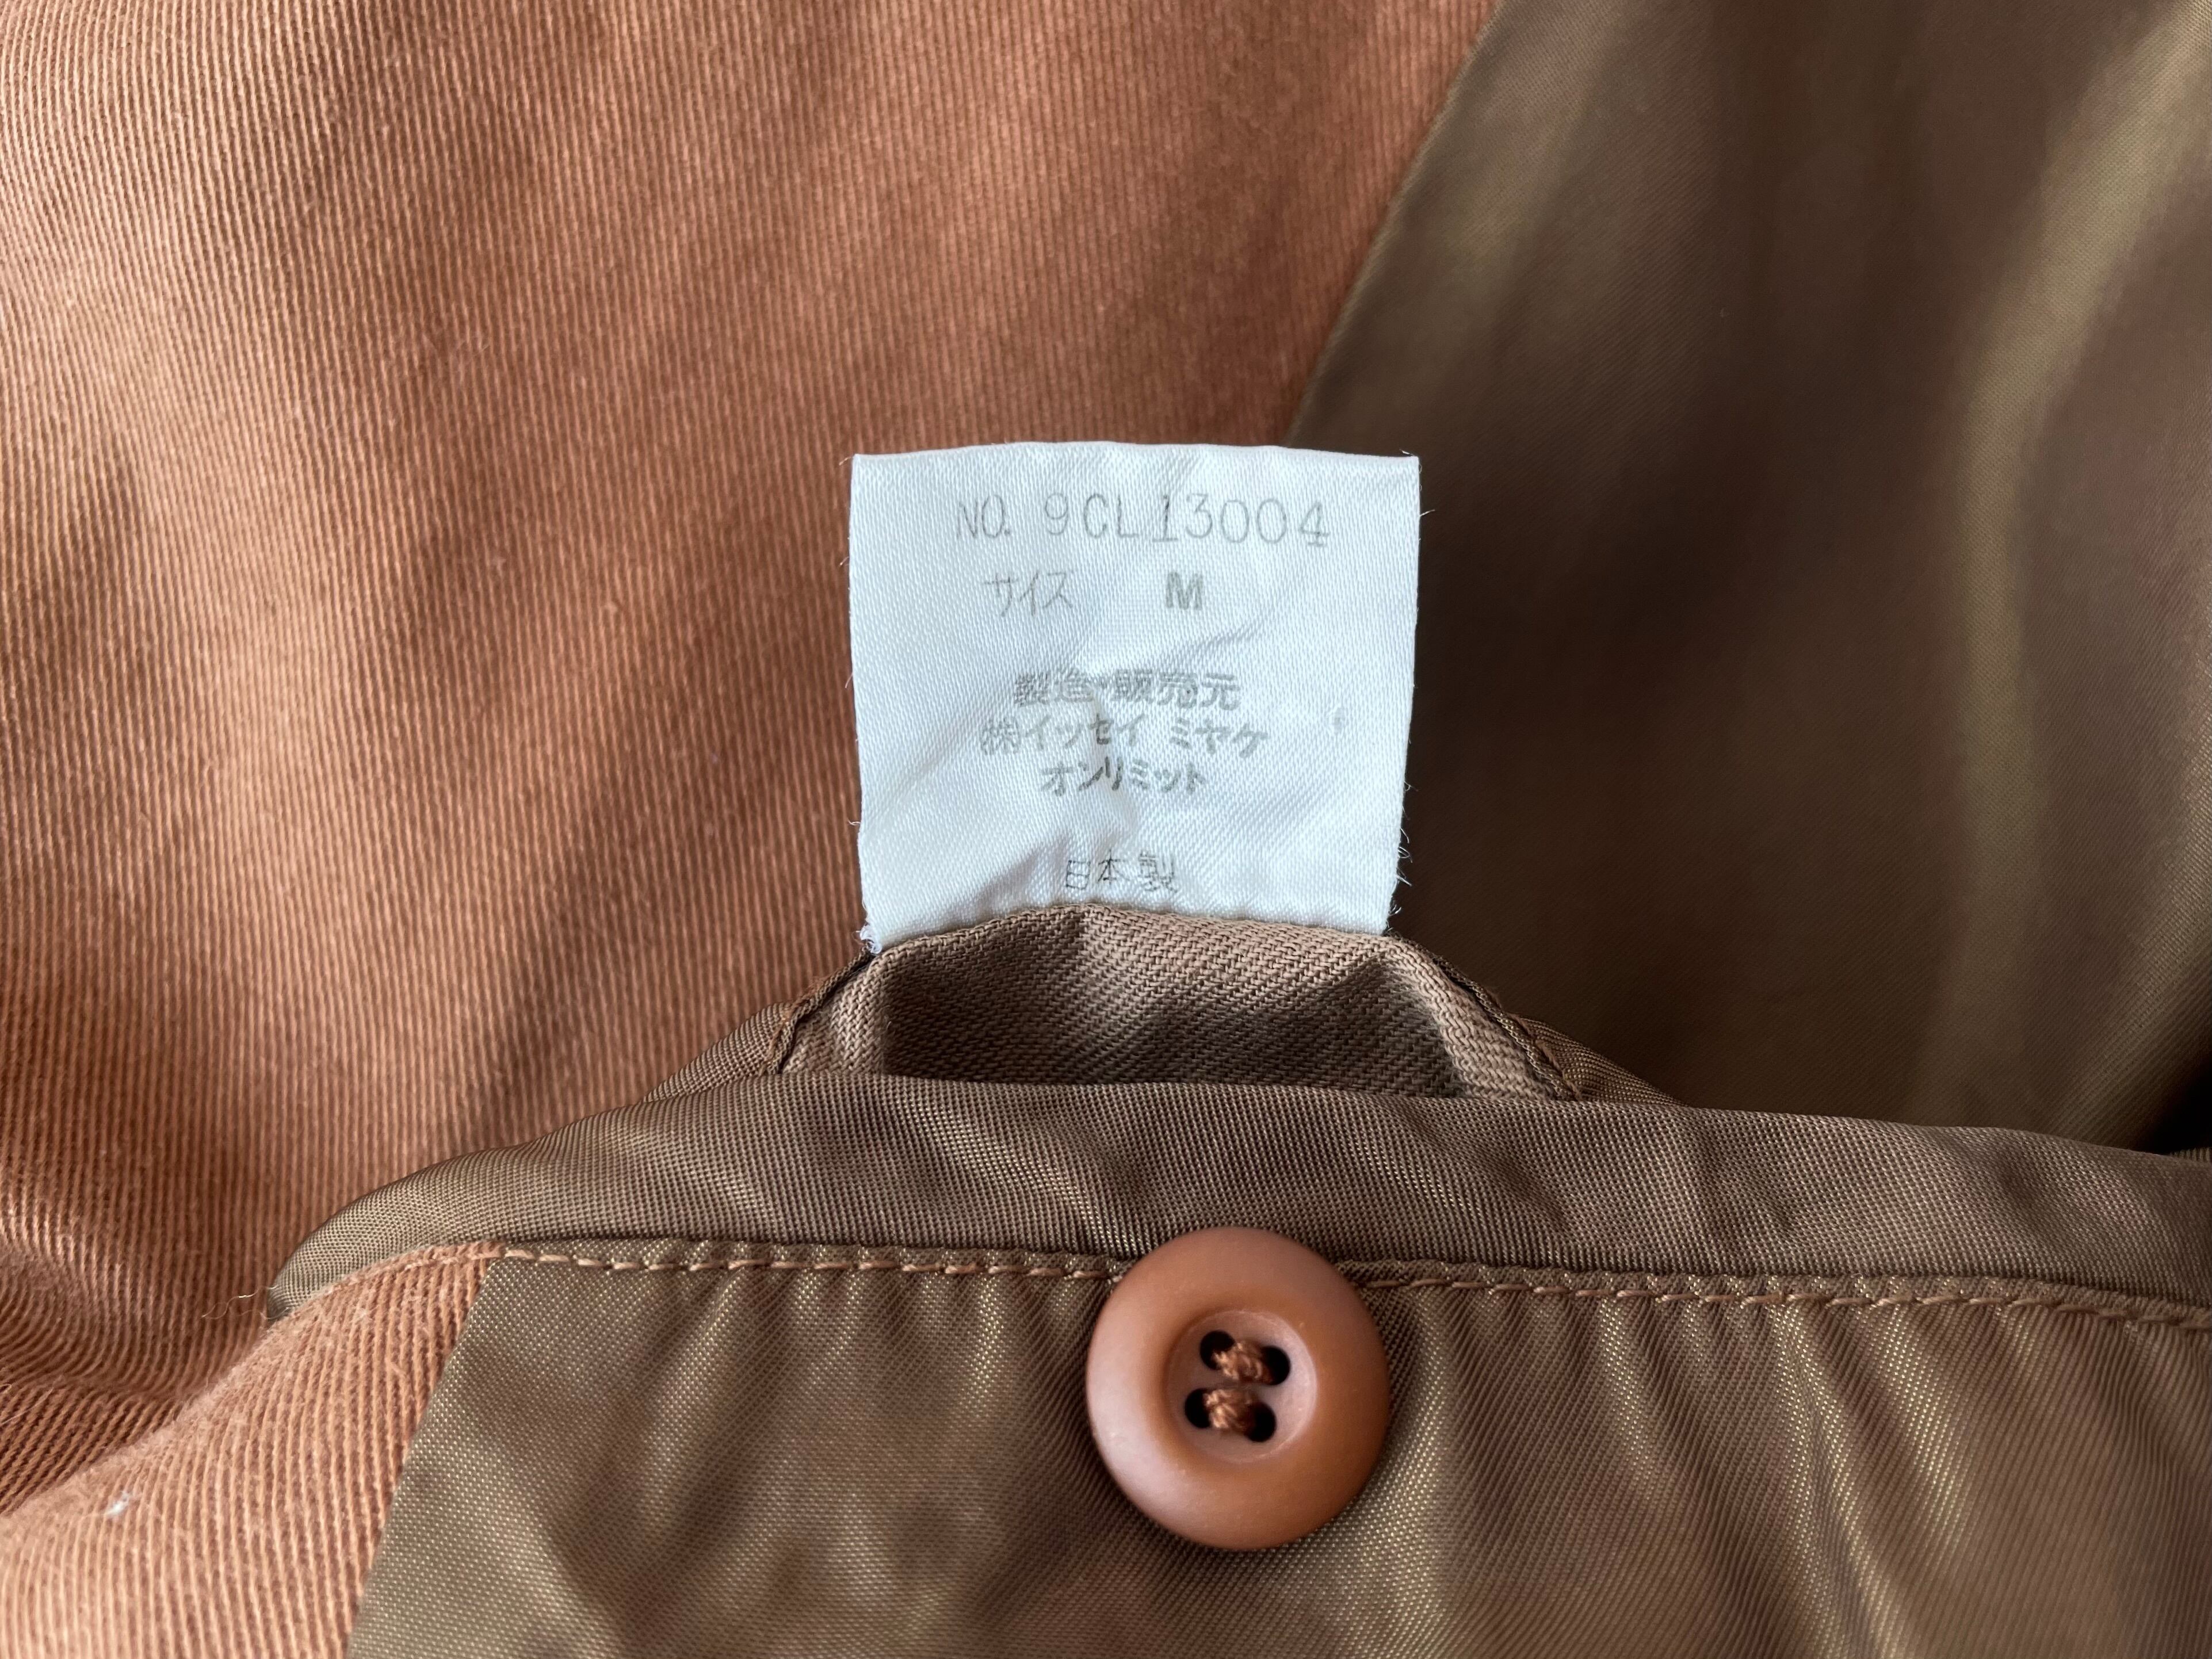 NO. 9CL13004
サイズ M
製造・販売元
㈱イッセイ ミヤケ
オンリミット
日本製